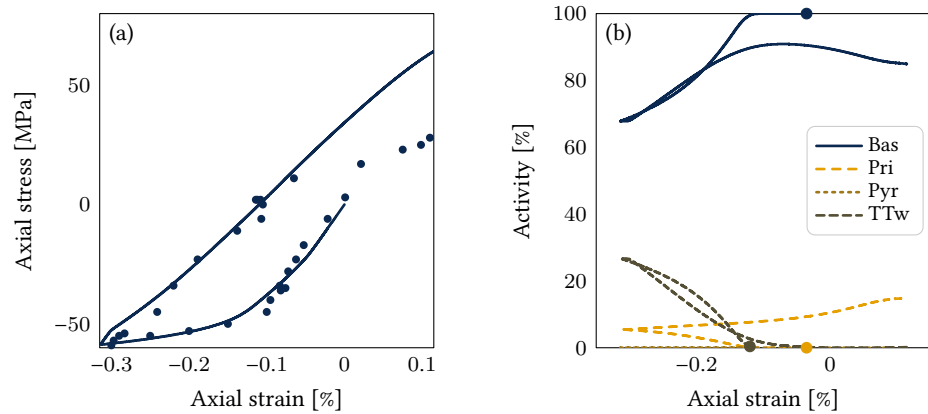 (a)
50
0
−50
−0.3
−0.2
−0.1
0
0.1
Axial stress [MPa]
Axial strain [%]
(b)
100
80
60
40
20
0
−0.2
0
Activity [%]
Axial strain [%]
Bas
Pri
Pyr
TTw